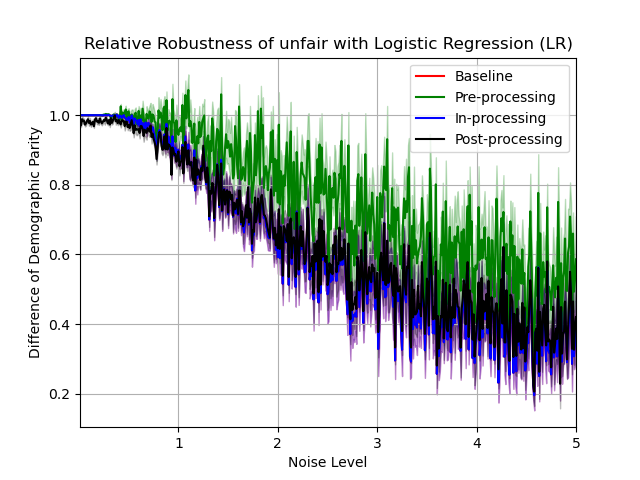 Relative Robustness of unfair with Logistic Regression (LR)
Baseline
Pre-processing
In-processing
Post-processing
Difference of Demographic Parity
1.0
0.8
0.6
0.4
0.2
1 2 3 4 5
Noise Level